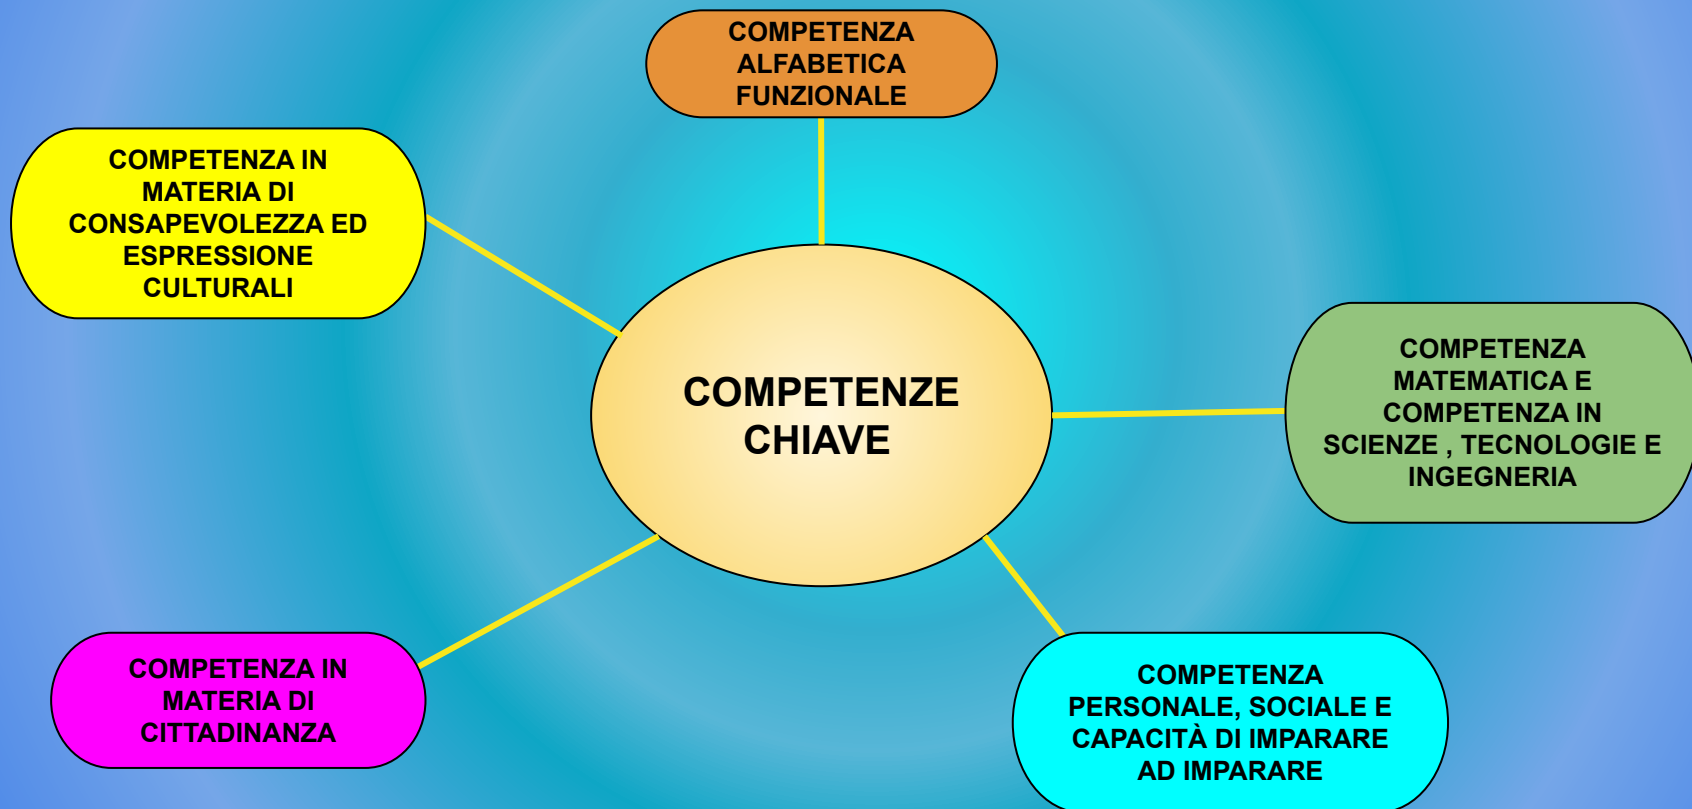 COMPETENZA
ALFABETICA
FUNZIONALE
COMPETENZA IN
MATERIA DI
CONSAPEVOLEZZA ED
ESPRESSIONE
CULTURALI
COMPETENZE
CHIAVE
COMPETENZA
MATEMATICA E
COMPETENZA IN
SCIENZE , TECNOLOGIE E
INGEGNERIA
COMPETENZA IN
MATERIA DI
CITTADINANZA
COMPETENZA
PERSONALE, SOCIALE E
CAPACITÀ DI IMPARARE
AD IMPARARE